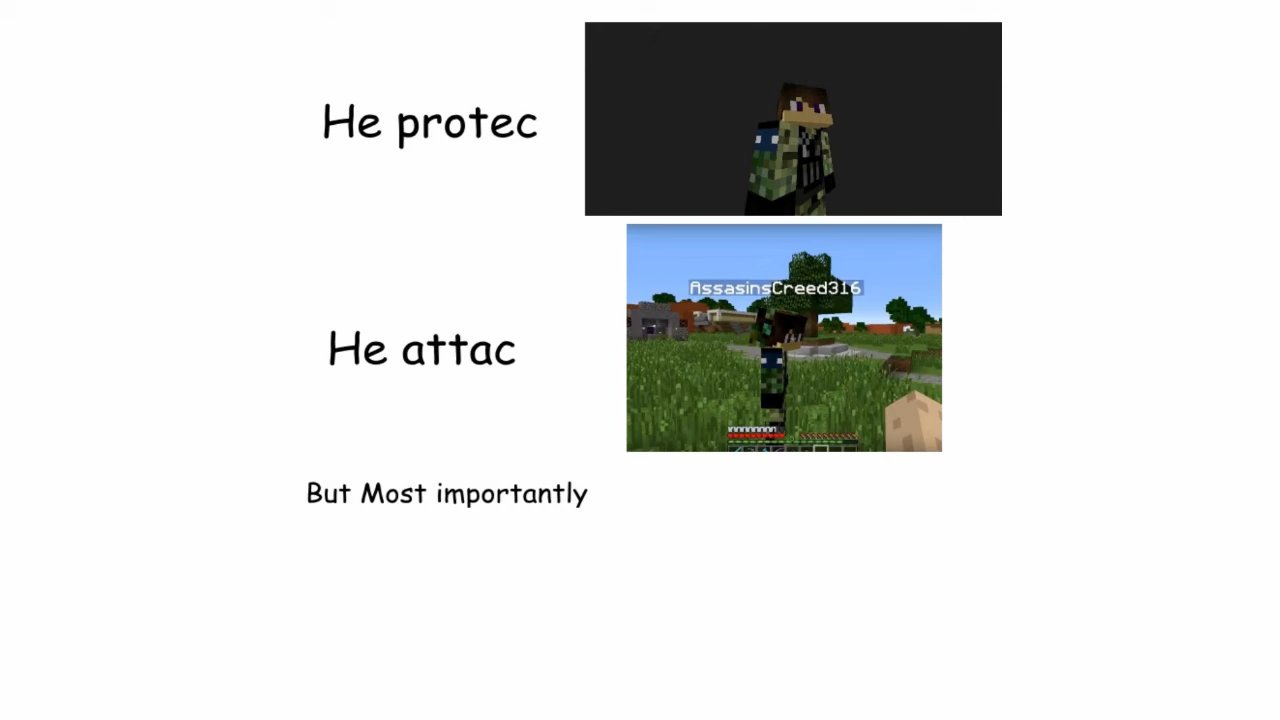 He protec
AssasinsCreed316
He attac
But Most importantly